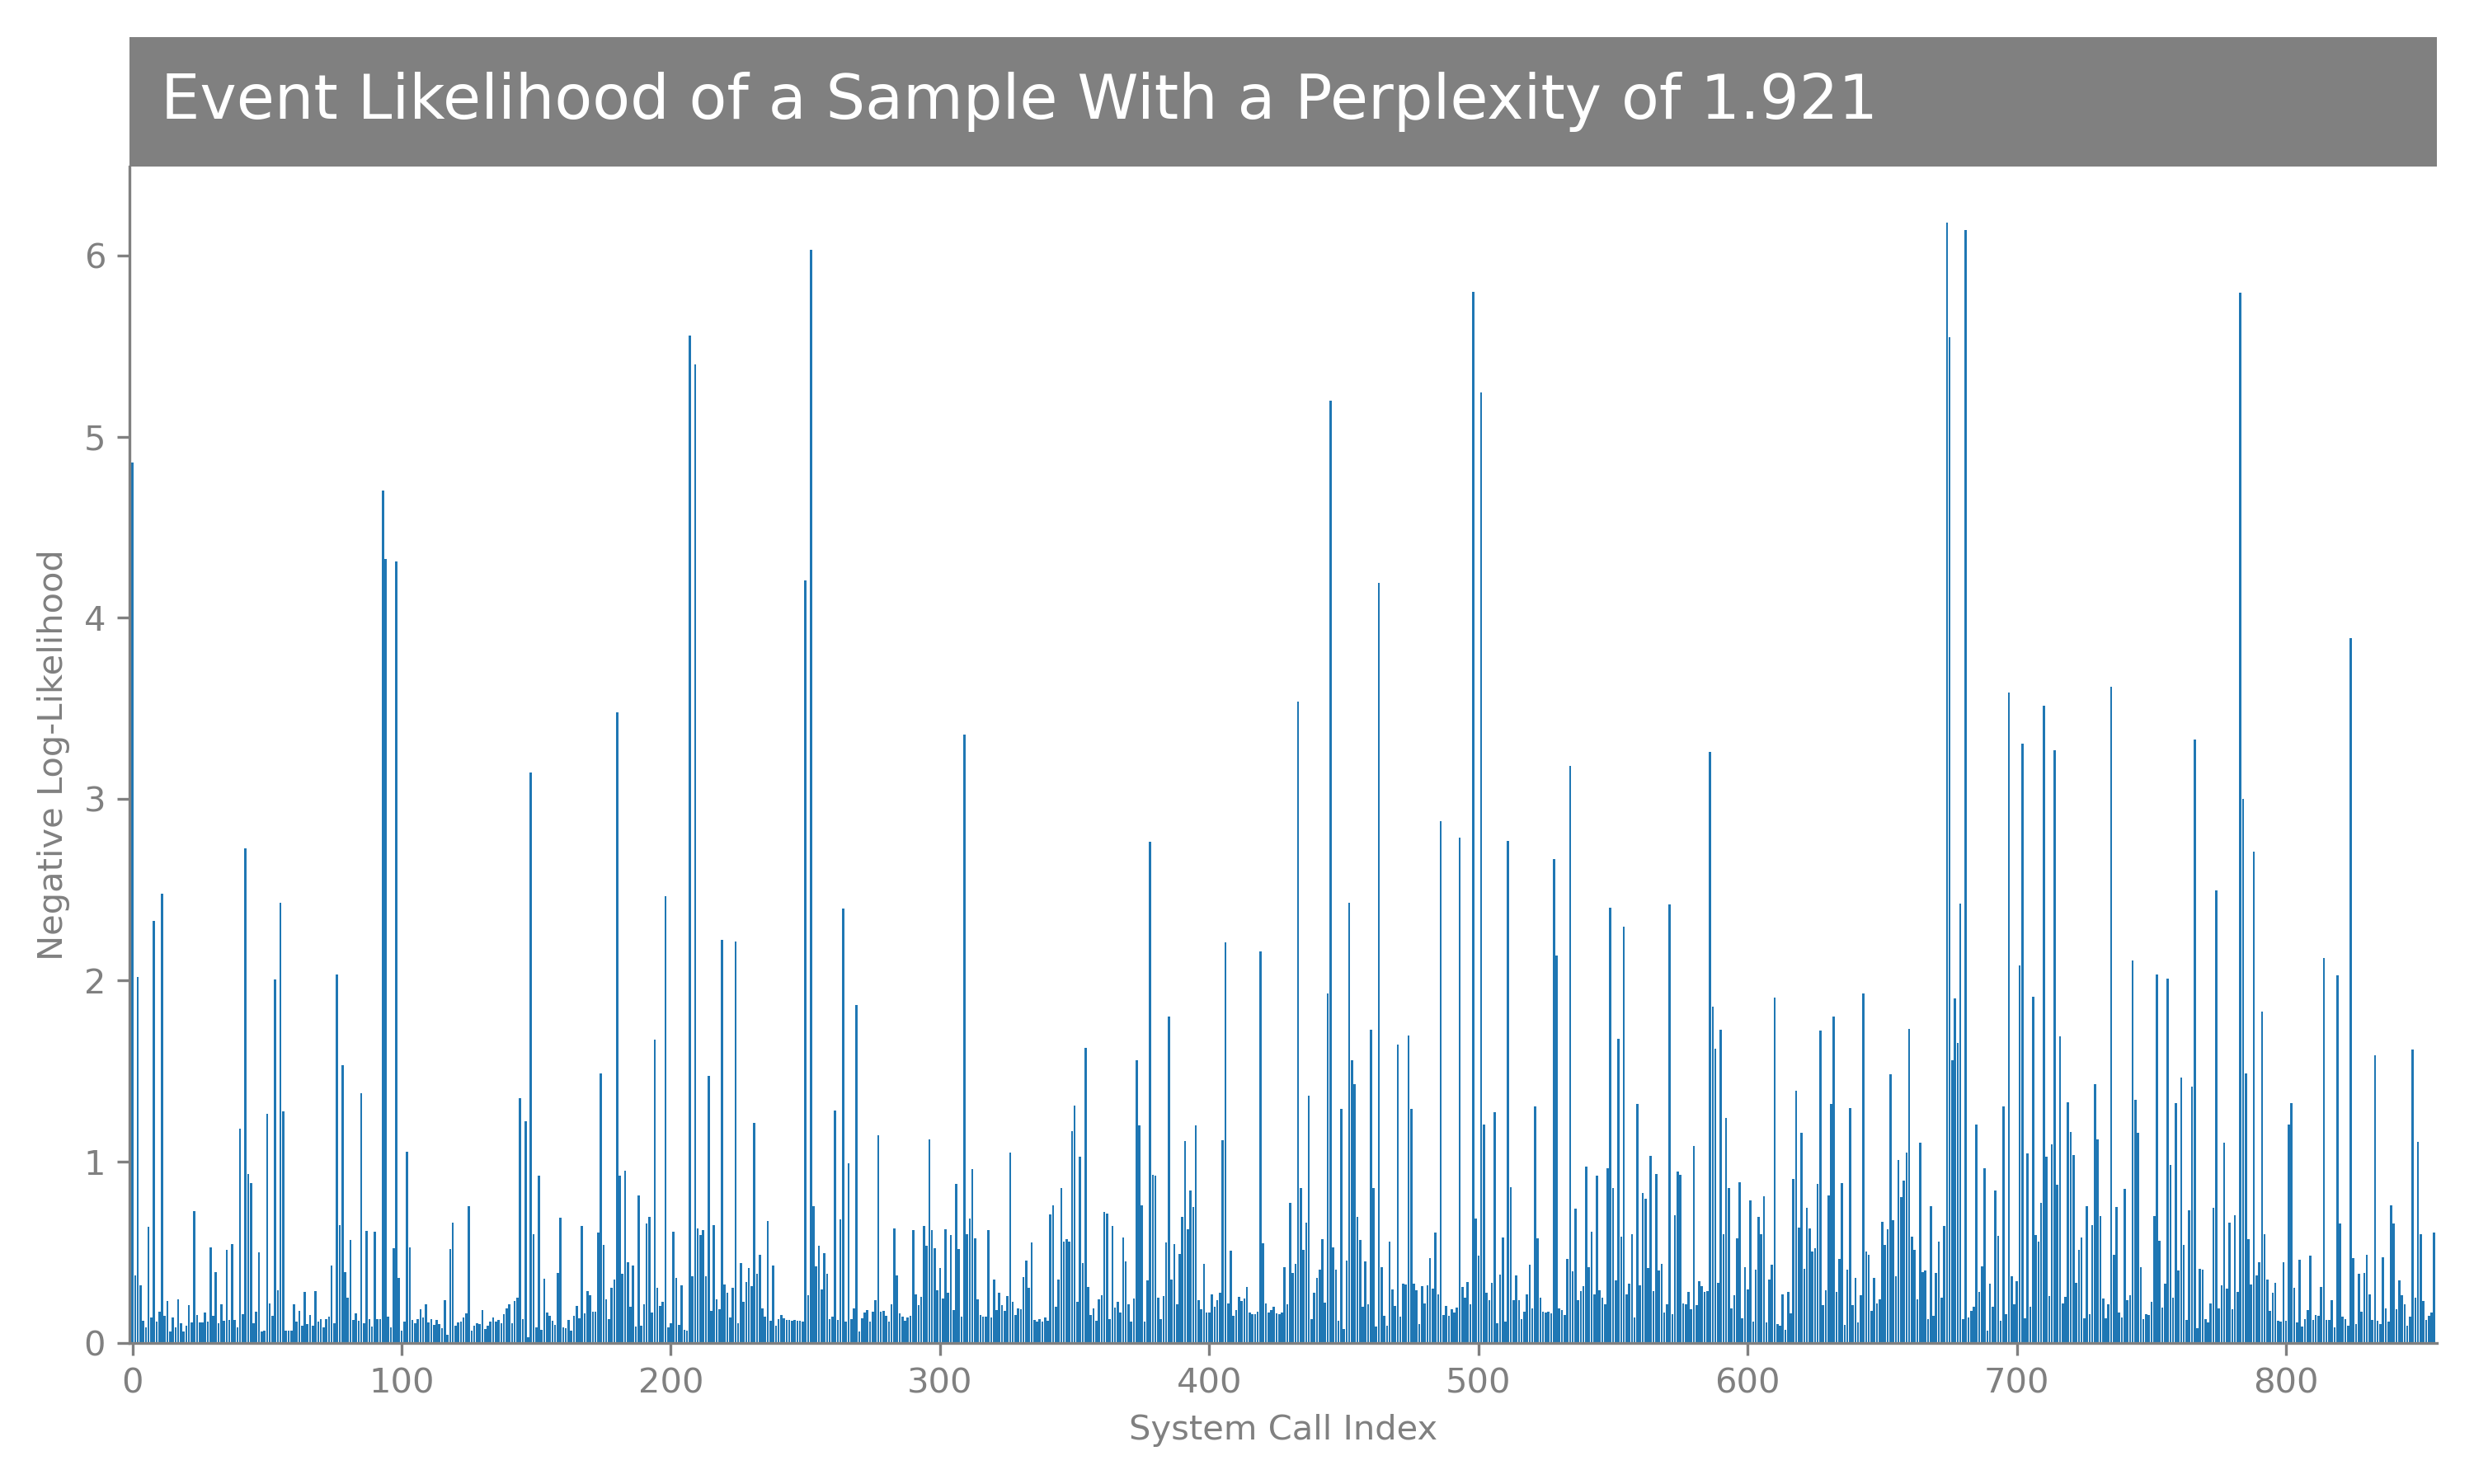 Event Likelihood of a Sample With a Perplexity of 1.921
6
5
4
3
2
1
0
Negative Log-Likelihood
0 100 200 300 400 500 600 700 800
System Call Index